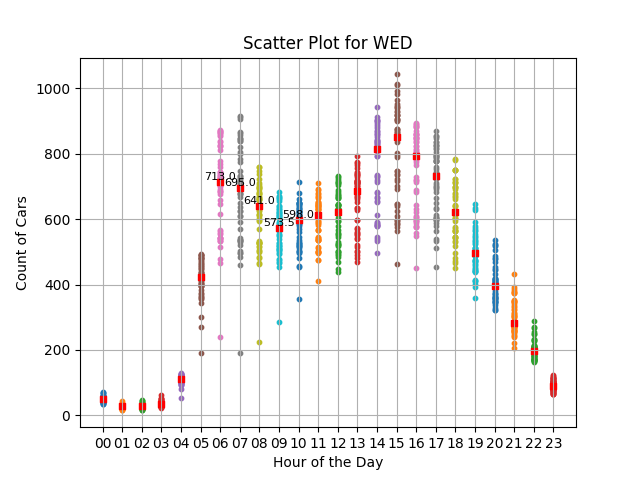 Scatter Plot for WED
Count of Cars
1000
800
600
400
200
0
713.0
695.0
641.0
573.5
598.0
00 01 02 03 04 05 06 07 08 09 10 11 12 13 14 15 16 17 18 19 20 21 22 23
Hour of the Day